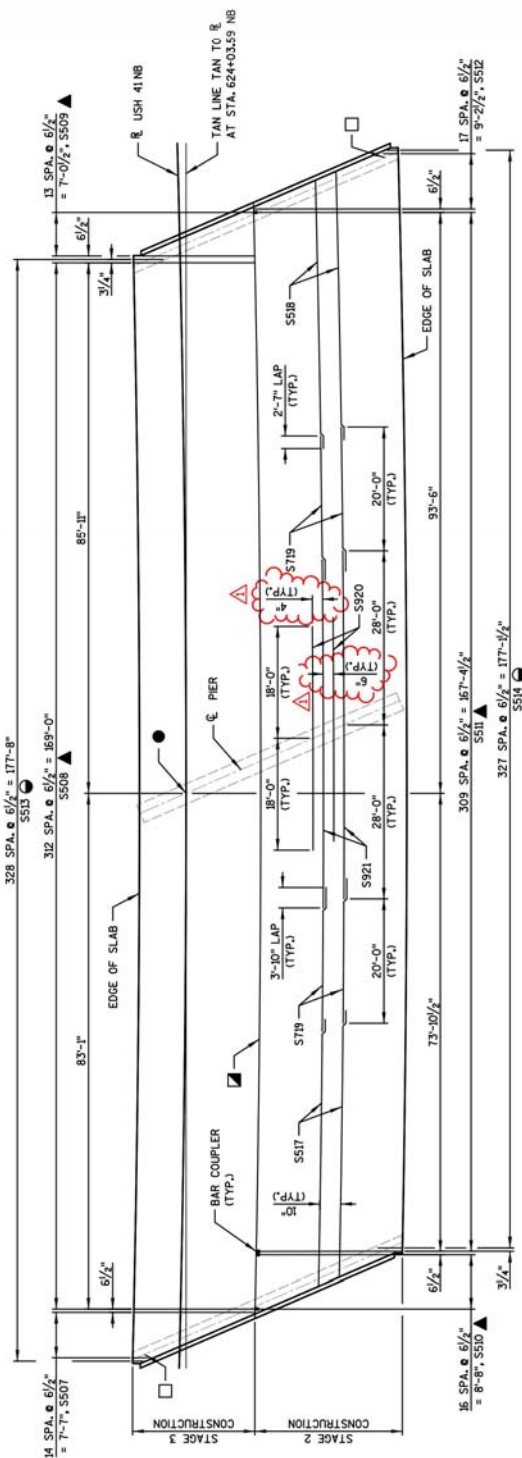 328 SPA. @ 6½" = 177'-8"
S513
312 SPA. @ 6½" = 169'-0"
S508
14 SPA. @ 6½"
= 7'-7", S507
6½"
83'-1"
85'-11"
3¼"
6½"
13 SPA. @ 6½"
= 7'-0½", S509
EDGE OF SLAB
℄ PIER
℞ USH 41 NB
TAN LINE TAN TO ℞
AT STA. 624+03.59 NB
STAGE 3
CONSTRUCTION
STAGE 2
CONSTRUCTION
BAR COUPLER
(TYP.)
10"
(TYP.)
S517
S719
3'-10" LAP
(TYP.)
18'-0"
18'-0"
(TYP.)
1
4"
(TYP.)
1
6"
(TYP.)
S920
S921
S719
2'-7" LAP
(TYP.)
S518
20'-0"
(TYP.)
28'-0"
(TYP.)
28'-0"
(TYP.)
20'-0"
(TYP.)
EDGE OF SLAB
6½"
73'-10½"
93'-6"
6½"
16 SPA. @ 6½"
= 8'-8", S510
309 SPA. @ 6½" = 167'-4½"
S511
17 SPA. @ 6½"
= 9'-2½", S512
3¼"
327 SPA. @ 6½" = 177'-1½"
S514